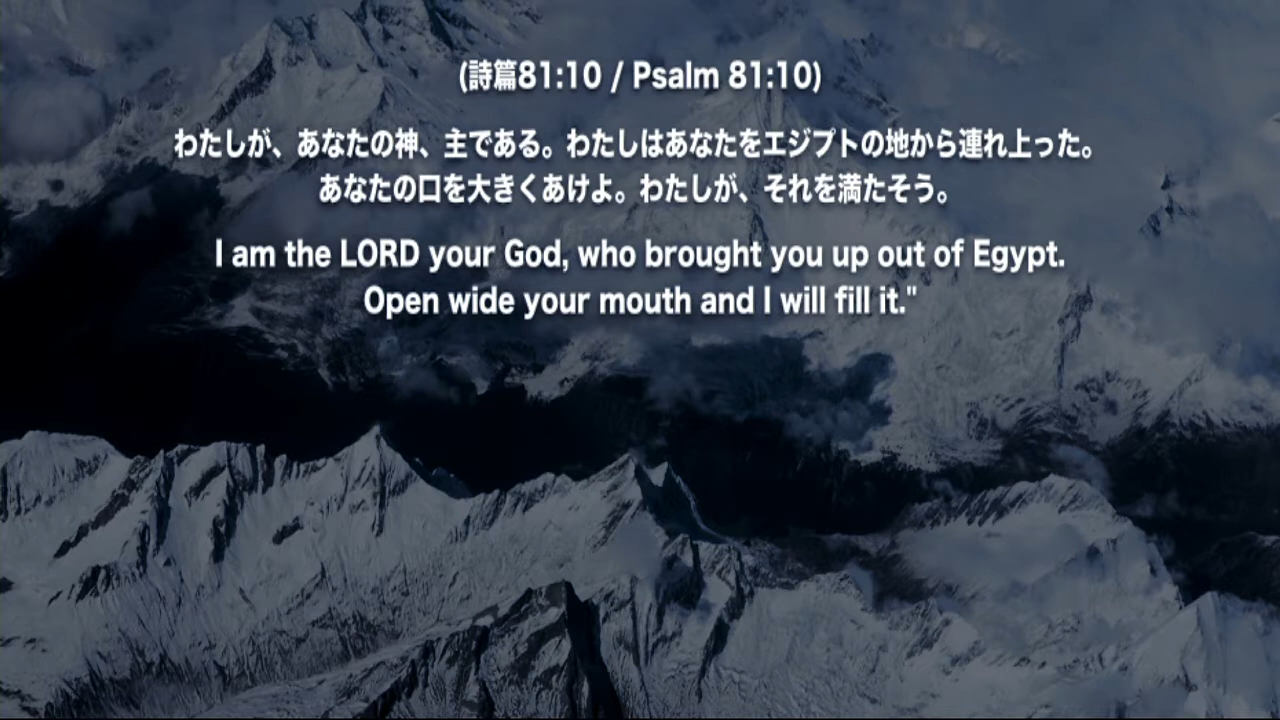 (詩篇81:10 / Psalm 81:10)
わたしが、あなたの神、主である。わたしはあなたをエジプトの地から連れ上った。
あなたの口を大きくあけよ。わたしが、それを満たそう。
I am the LORD your God, who brought you up out of Egypt.
Open wide your mouth and I will fill it."